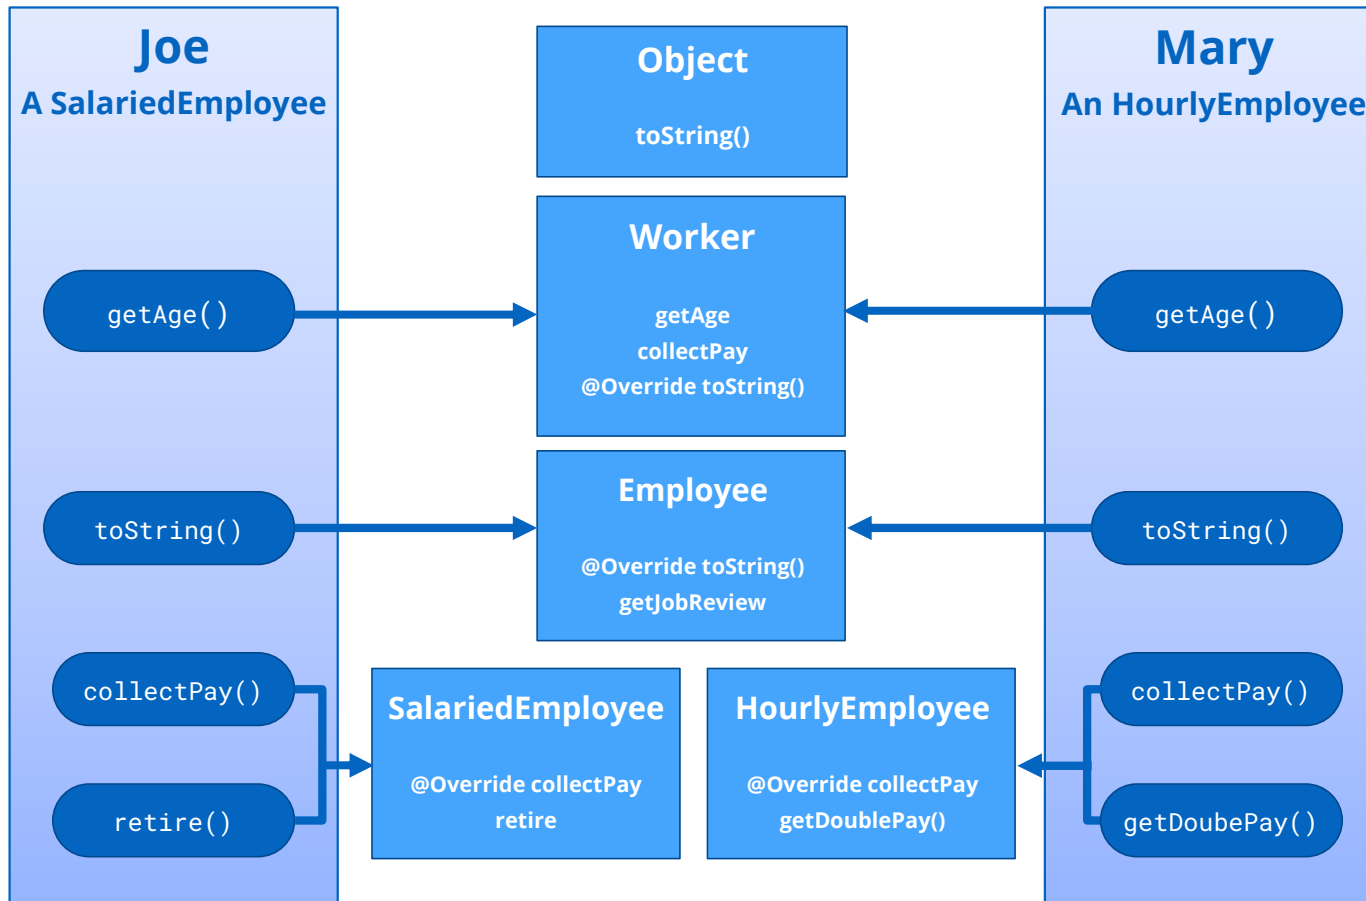 Joe
A SalariedEmployee
getAge()
toString()
collectPay()
retire()
Object
toString()
Worker
getAge
collectPay
@Override toString()
Employee
@Override toString()
getJobReview
SalariedEmployee
@Override collectPay
retire
HourlyEmployee
@Override collectPay
getDoublePay()
Mary
An HourlyEmployee
getAge()
toString()
collectPay()
getDoubePay()